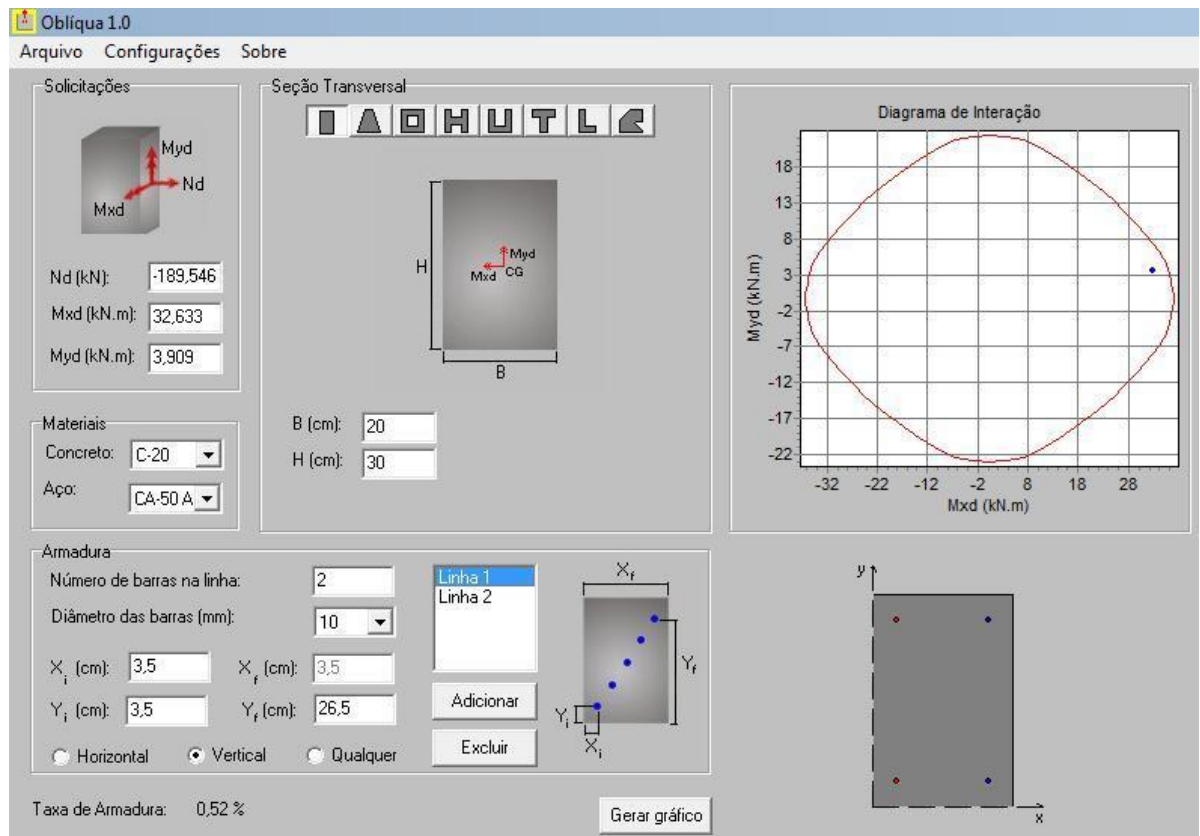 Oblíqua 1.0
Arquivo Configurações Sobre
Solicitações
Myd
Nd
Mxd
Nd (kN): -189,546
Mxd (kN.m): 32,633
Myd (kN.m): 3,909
Materiais
Concreto: C-20
Aço: CA-50 A
Seção Transversal
H
Myd
Mxd CG
B
B (cm): 20
H (cm): 30
Diagrama de Interação
Myd (kN.m)
18
13
8
3
-2
-7
-12
-17
-22
-32 -22 -12 -2 8 18 28
Mxd (kN.m)
Armadura
Número de barras na linha: 2
Diâmetro das barras (mm): 10
Xi (cm): 3,5 Xf (cm): 3,5
Yi (cm): 3,5 Yf (cm): 26,5
Horizontal Vertical Qualquer
Linha 1
Linha 2
Adicionar
Excluir
Xf
Yf
Yi
Xi
Taxa de Armadura: 0,52 %
Gerar gráfico
y
x